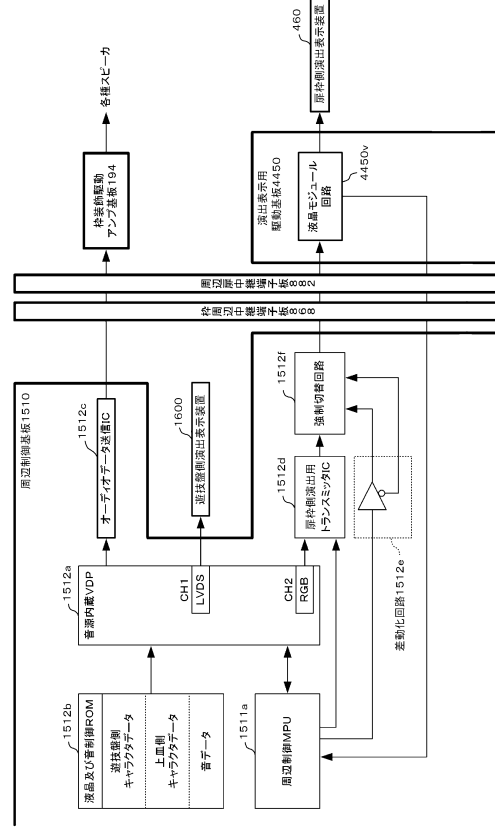 周辺制御基板1510
1512b
液晶及び音制御ROM
遊技盤側
キャラクタデータ
上皿側
キャラクタデータ
音データ
1511a
周辺制御MPU
1512a
音源内蔵VDP
CH1
LVDS
CH2
RGB
1512c
オーディオデータ送信IC
1600
遊技盤側演出表示装置
1512d
扉枠側演出用
トランスミッタIC
1512f
強制切替回路
差動化回路1512e
枠周辺中継端子板868
周辺扉中継端子板882
枠装飾駆動
アンプ基板194
各種スピーカ
演出表示用
駆動基板4450
液晶モジュール
回路
4450v
460
扉枠側演出表示装置